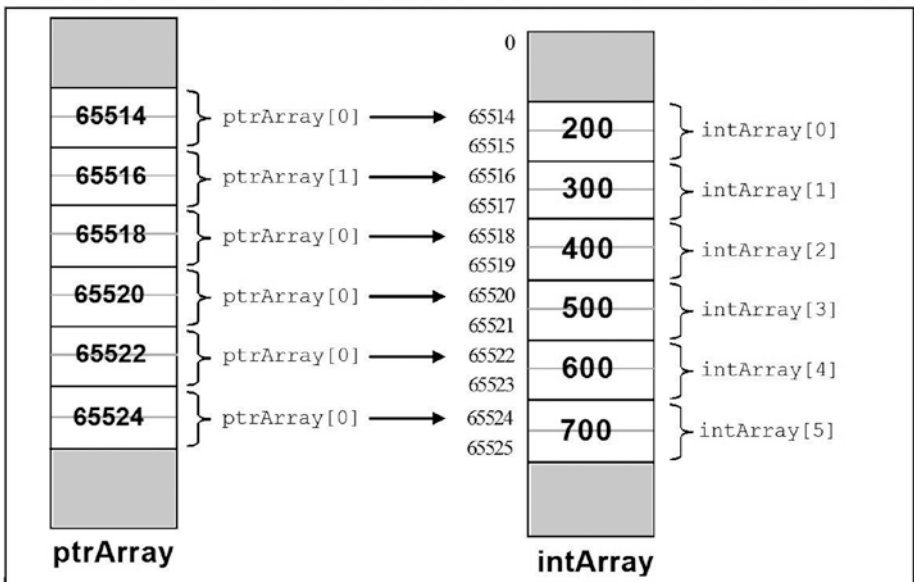 0
65514 ptrArray[0] 65514 200 intArray[0]
65515
65516 ptrArray[1] 65516 300 intArray[1]
65517
65518 ptrArray[0] 65518 400 intArray[2]
65519
65520 ptrArray[0] 65520 500 intArray[3]
65521
65522 ptrArray[0] 65522 600 intArray[4]
65523
65524 ptrArray[0] 65524 700 intArray[5]
65525
ptrArray intArray